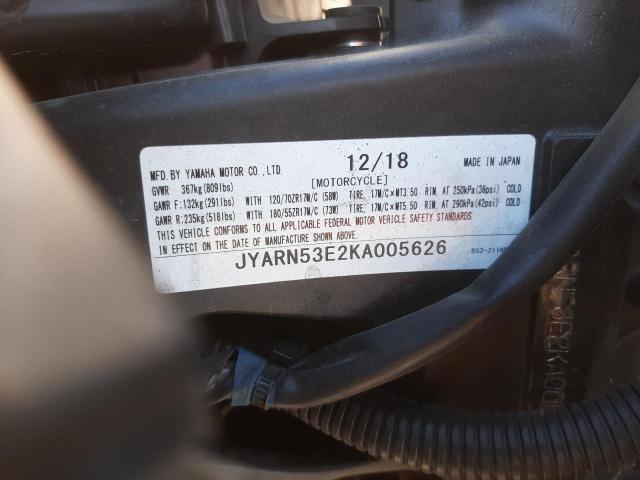 MFD. BY YAMAHA MOTOR CO., LTD. 12/18 MADE IN JAPAN
GVWR 367kg(809lbs) [MOTORCYCLE]
GAWR F:132kg(291lbs) WITH 120/70ZR17M/C (58W) TIRE, 17M/C×MT3.50 RIM, AT 250kPa(36psi) COLD
GAWR R:235kg(518lbs) WITH 180/55ZR17M/C (73W) TIRE, 17M/C×MT5.50 RIM, AT 290kPa(42psi) COLD
THIS VEHICLE CONFORMS TO ALL APPLICABLE FEDERAL MOTOR VEHICLE SAFETY STANDARDS
IN EFFECT ON THE DATE OF MANUFACTURE SHOWN ABOVE.
JYARN53E2KA005626